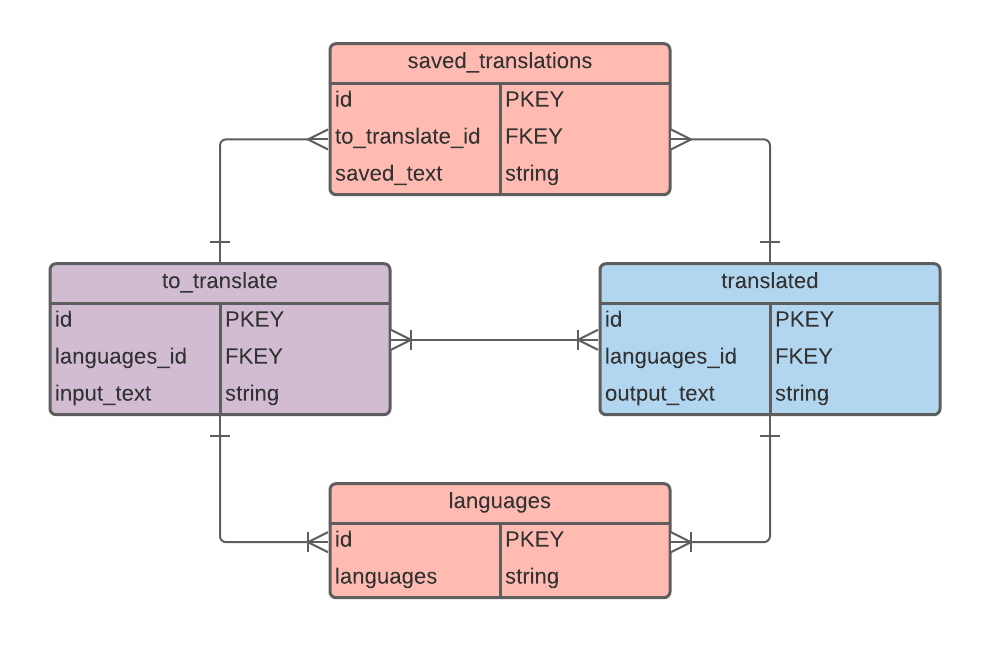 saved_translations
id PKEY
to_translate_id FKEY
saved_text string
to_translate
id PKEY
languages_id FKEY
input_text string
translated
id PKEY
languages_id FKEY
output_text string
languages
id PKEY
languages string